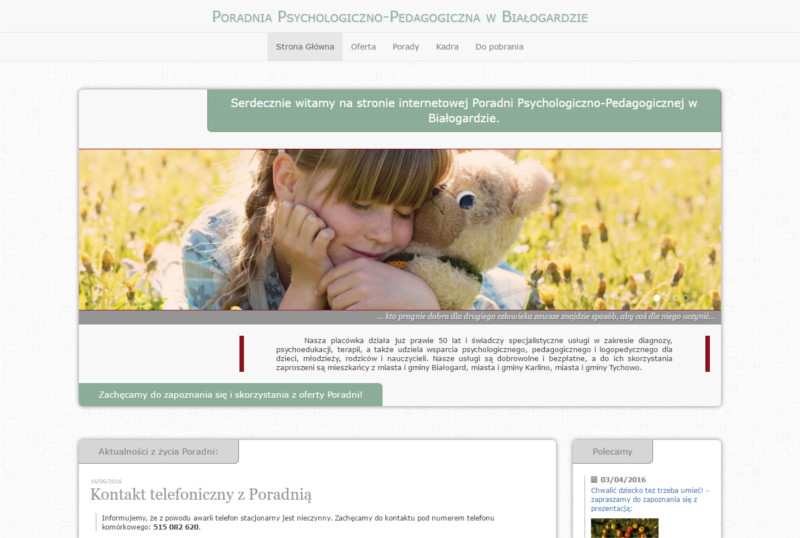 Poradnia Psychologiczno-Pedagogiczna w Białogardzie
Strona Główna Oferta Porady Kadra Do pobrania
Serdecznie witamy na stronie internetowej Poradni Psychologiczno-Pedagogicznej w
Białogardzie.
... kto pragnie dobra dla drugiego człowieka zawsze znajdzie sposób, aby coś dla niego uczynić...
Nasza placówka działa już prawie 50 lat i świadczy specjalistyczne usługi w zakresie diagnozy,
psychoedukacji, terapii, a także udziela wsparcia psychologicznego, pedagogicznego i logopedycznego dla
dzieci, młodzieży, rodziców i nauczycieli. Nasze usługi są dobrowolne i bezpłatne, a do ich skorzystania
zaproszeni są mieszkańcy z miasta i gminy Białogard, miasta i gminy Karlino, miasta i gminy Tychowo.
Zachęcamy do zapoznania się i skorzystania z oferty Poradni!
Aktualności z życia Poradni:
16/06/2016
Kontakt telefoniczny z Poradnią
Informujemy, że z powodu awarii telefon stacjonarny jest nieczynny. Zachęcamy do kontaktu pod numerem telefonu
komórkowego: 515 082 620.
Polecamy
03/04/2016
Chwalić dziecko też trzeba umieć! -
zapraszamy do zapoznania się z
prezentacją: